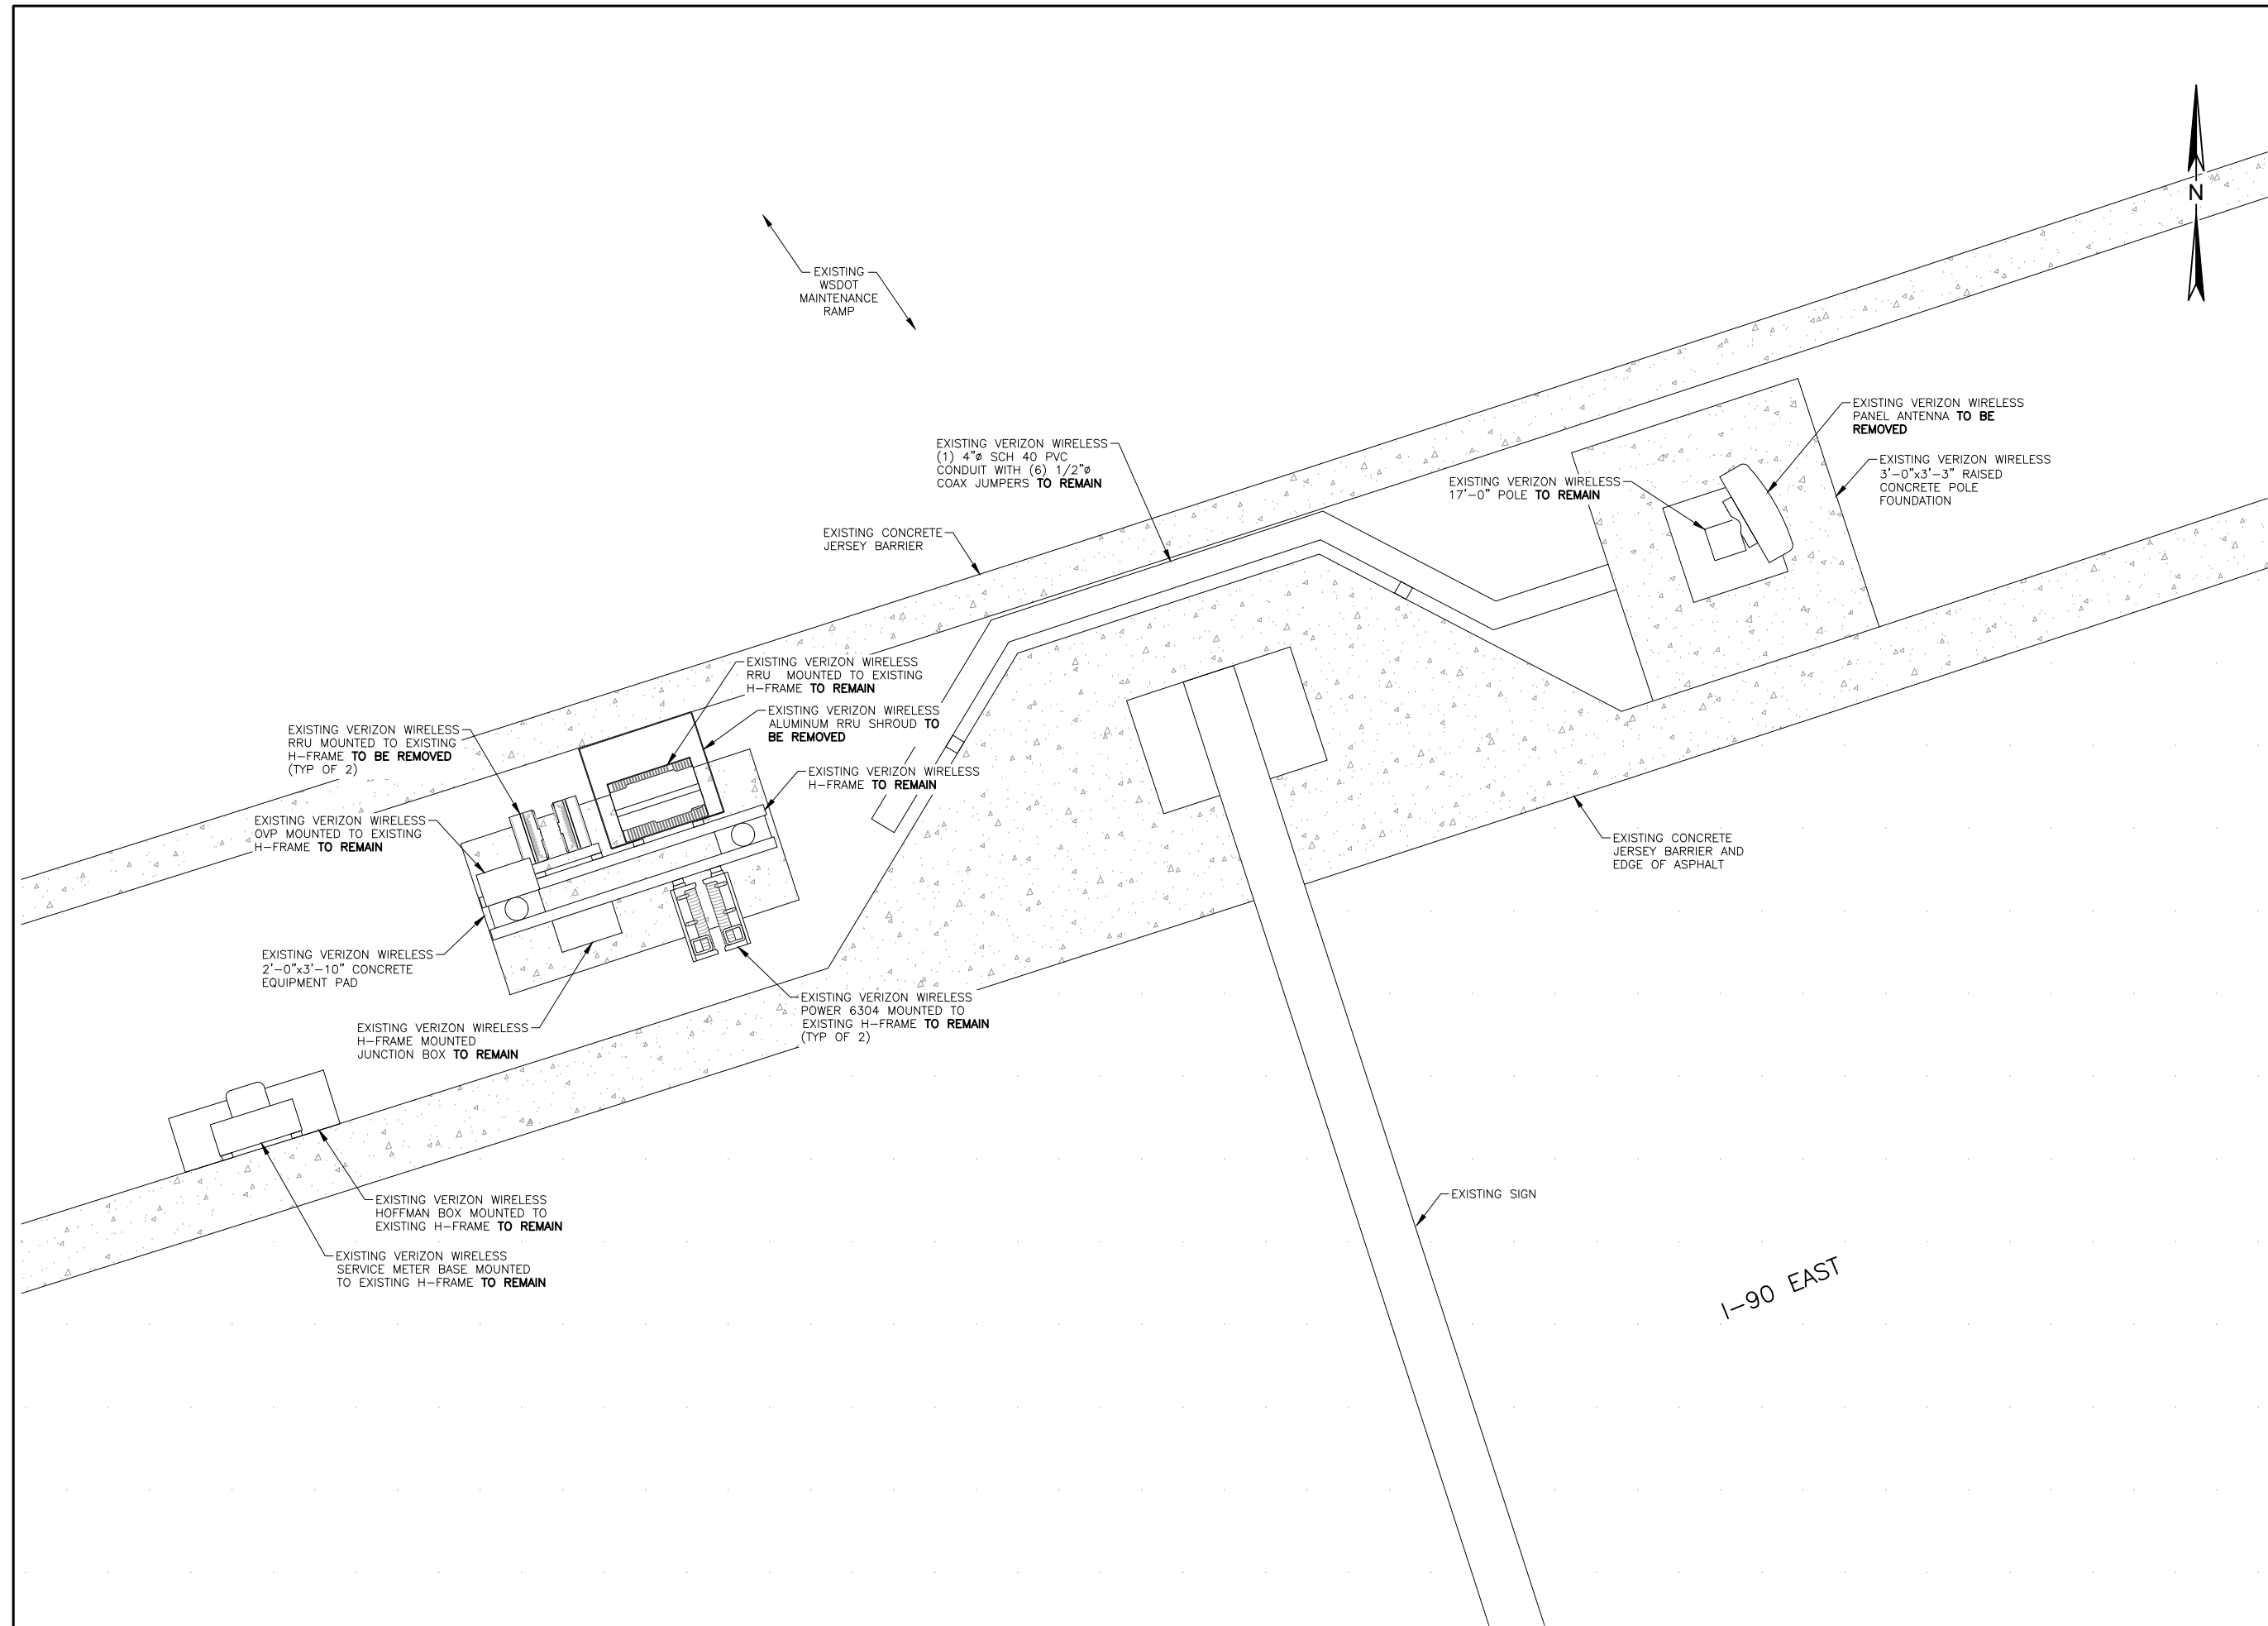 N
EXISTING
WSDOT
MAINTENANCE
RAMP
EXISTING VERIZON WIRELESS
PANEL ANTENNA TO BE
REMOVED
EXISTING VERIZON WIRELESS
3'-0"x3'-3" RAISED
CONCRETE POLE
FOUNDATION
EXISTING VERIZON WIRELESS
17'-0" POLE TO REMAIN
EXISTING VERIZON WIRELESS
(1) 4"ø SCH 40 PVC
CONDUIT WITH (6) 1/2"ø
COAX JUMPERS TO REMAIN
EXISTING CONCRETE
JERSEY BARRIER
EXISTING VERIZON WIRELESS
RRU MOUNTED TO EXISTING
H-FRAME TO REMAIN
EXISTING VERIZON WIRELESS
ALUMINUM RRU SHROUD TO
BE REMOVED
EXISTING VERIZON WIRELESS
H-FRAME TO REMAIN
EXISTING VERIZON WIRELESS
RRU MOUNTED TO EXISTING
H-FRAME TO BE REMOVED
(TYP OF 2)
EXISTING VERIZON WIRELESS
OVP MOUNTED TO EXISTING
H-FRAME TO REMAIN
EXISTING CONCRETE
JERSEY BARRIER AND
EDGE OF ASPHALT
EXISTING VERIZON WIRELESS
2'-0"x3'-10" CONCRETE
EQUIPMENT PAD
EXISTING VERIZON WIRELESS
POWER 6304 MOUNTED TO
EXISTING H-FRAME TO REMAIN
(TYP OF 2)
EXISTING VERIZON WIRELESS
H-FRAME MOUNTED
JUNCTION BOX TO REMAIN
EXISTING VERIZON WIRELESS
HOFFMAN BOX MOUNTED TO
EXISTING H-FRAME TO REMAIN
EXISTING VERIZON WIRELESS
SERVICE METER BASE MOUNTED
TO EXISTING H-FRAME TO REMAIN
EXISTING SIGN
I-90 EAST